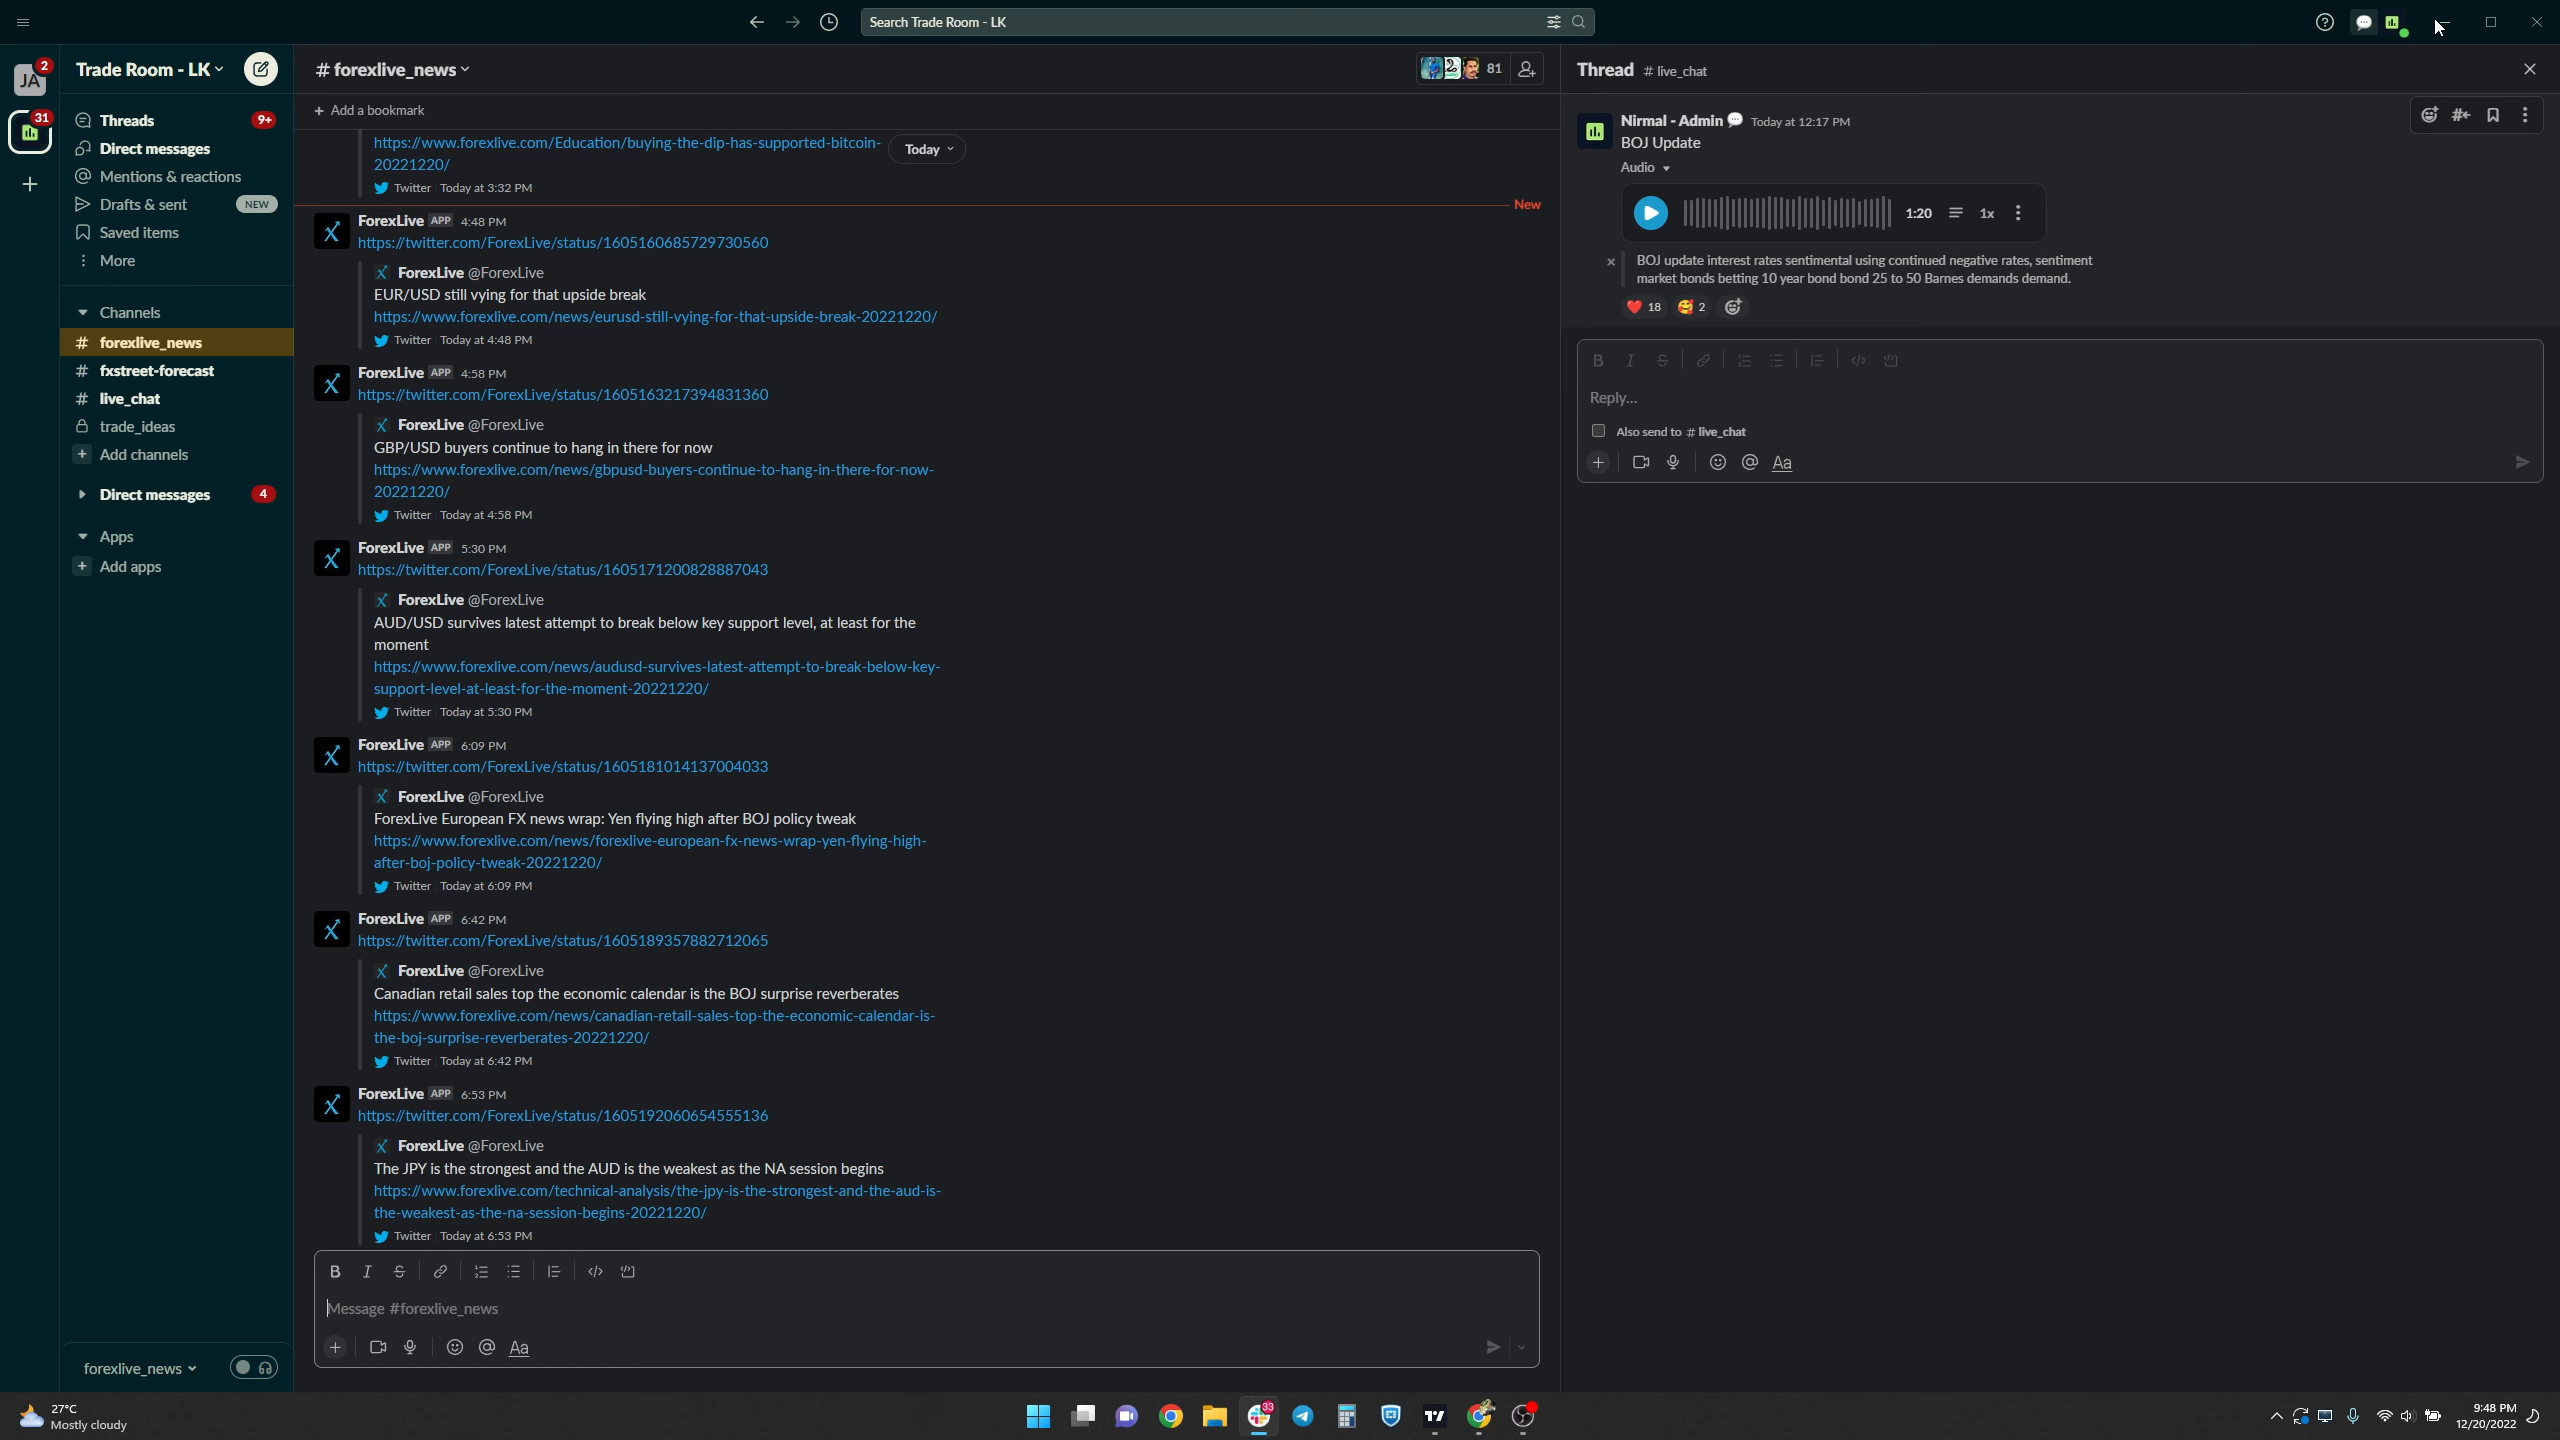 Search Trade Room - LK
JA
2
31
Trade Room - LK
Threads
9+
Direct messages
Mentions & reactions
Drafts & sent
NEW
Saved items
More
Channels
# forexlive_news
# fxstreet-forecast
# live_chat
trade_ideas
+ Add channels
Direct messages
4
Apps
+ Add apps
forexlive_news
# forexlive_news
81
+ Add a bookmark
https://www.forexlive.com/Education/buying-the-dip-has-supported-bitcoin-
20221220/
Today
Twitter Today at 3:32 PM
New
ForexLive APP 4:48 PM
https://twitter.com/ForexLive/status/1605160685729730560
ForexLive @ForexLive
EUR/USD still vying for that upside break
https://www.forexlive.com/news/eurusd-still-vying-for-that-upside-break-20221220/
Twitter Today at 4:48 PM
ForexLive APP 4:58 PM
https://twitter.com/ForexLive/status/1605163217394831360
ForexLive @ForexLive
GBP/USD buyers continue to hang in there for now
https://www.forexlive.com/news/gbpusd-buyers-continue-to-hang-in-there-for-now-
20221220/
Twitter Today at 4:58 PM
ForexLive APP 5:30 PM
https://twitter.com/ForexLive/status/1605171200828887043
ForexLive @ForexLive
AUD/USD survives latest attempt to break below key support level, at least for the
moment
https://www.forexlive.com/news/audusd-survives-latest-attempt-to-break-below-key-
support-level-at-least-for-the-moment-20221220/
Twitter Today at 5:30 PM
ForexLive APP 6:09 PM
https://twitter.com/ForexLive/status/1605181014137004033
ForexLive @ForexLive
ForexLive European FX news wrap: Yen flying high after BOJ policy tweak
https://www.forexlive.com/news/forexlive-european-fx-news-wrap-yen-flying-high-
after-boj-policy-tweak-20221220/
Twitter Today at 6:09 PM
ForexLive APP 6:42 PM
https://twitter.com/ForexLive/status/1605189357882712065
ForexLive @ForexLive
Canadian retail sales top the economic calendar is the BOJ surprise reverberates
https://www.forexlive.com/news/canadian-retail-sales-top-the-economic-calendar-is-
the-boj-surprise-reverberates-20221220/
Twitter Today at 6:42 PM
ForexLive APP 6:53 PM
https://twitter.com/ForexLive/status/1605192060654555136
ForexLive @ForexLive
The JPY is the strongest and the AUD is the weakest as the NA session begins
https://www.forexlive.com/technical-analysis/the-jpy-is-the-strongest-and-the-aud-is-
the-weakest-as-the-na-session-begins-20221220/
Twitter Today at 6:53 PM
B I S
Message #forexlive_news
@ Aa
Thread # live_chat
Nirmal - Admin Today at 12:17 PM
BOJ Update
Audio
1:20 1x
BOJ update interest rates sentimental using continued negative rates, sentiment
market bonds betting 10 year bond bond 25 to 50 Barnes demands demand.
18 2
B I S
Reply...
Also send to # live_chat
@ Aa
27°C
Mostly cloudy
33
9:48 PM
12/20/2022